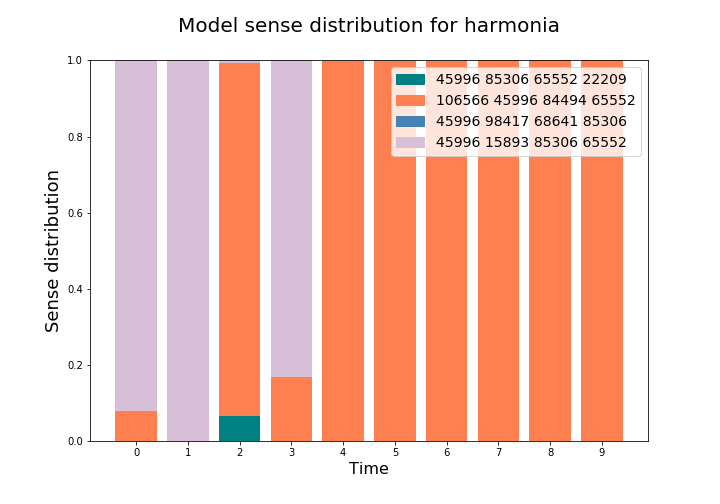 Model sense distribution for harmonia
1.0
0.8
0.6
0.4
0.2
0.0
Sense distribution
45996 85306 65552 22209
106566 45996 84494 65552
45996 98417 68641 85306
45996 15893 85306 65552
0 1 2 3 4 5 6 7 8 9
Time